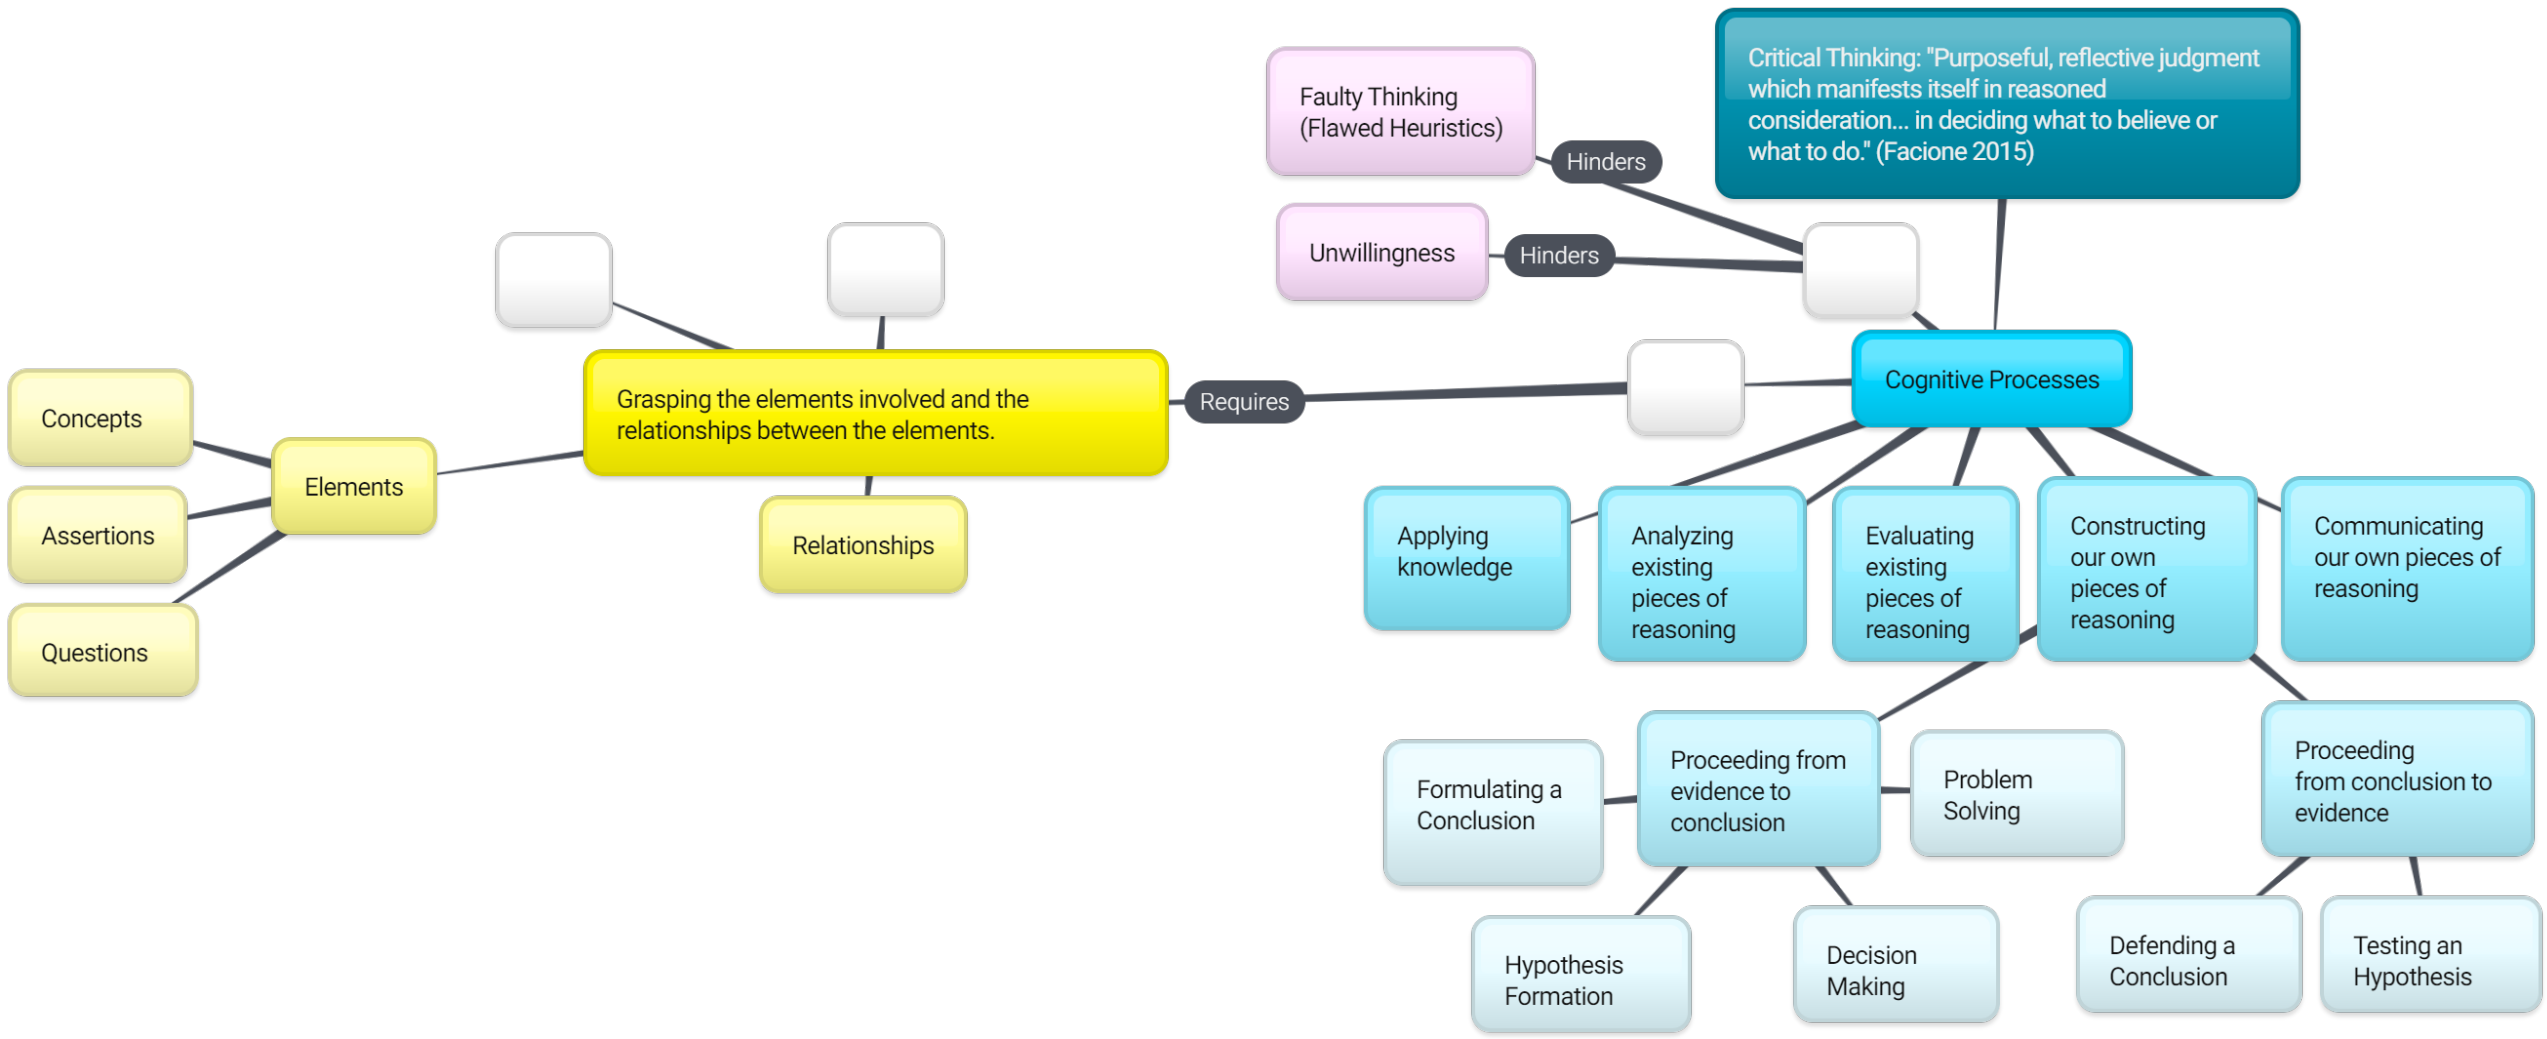 Critical Thinking: "Purposeful, reflective judgment
which manifests itself in reasoned
consideration... in deciding what to believe or
what to do." (Facione 2015)
Faulty Thinking
(Flawed Heuristics)
Hinders
Unwillingness
Hinders
Cognitive Processes
Requires
Grasping the elements involved and the
relationships between the elements.
Concepts
Elements
Assertions
Questions
Relationships
Applying
knowledge
Analyzing
existing
pieces of
reasoning
Evaluating
existing
pieces of
reasoning
Constructing
our own
pieces of
reasoning
Communicating
our own pieces of
reasoning
Formulating a
Conclusion
Proceeding from
evidence to
conclusion
Problem
Solving
Proceeding
from conclusion to
evidence
Hypothesis
Formation
Decision
Making
Defending a
Conclusion
Testing an
Hypothesis